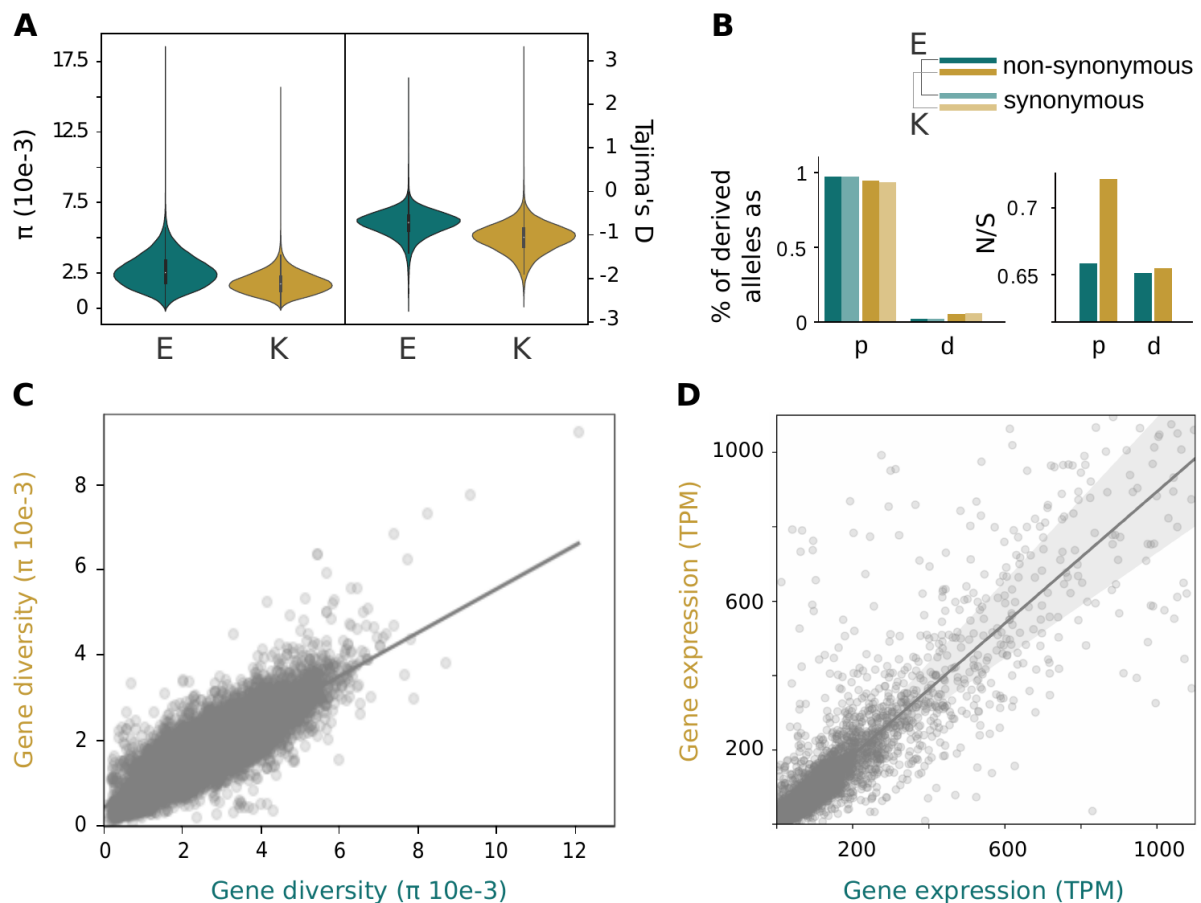 A
π (10e-3)
17.5
12.5
7.5
2.5
0
3
2
1
0
-1
-2
-3
Tajima's D
E
K
E
K
B
E
non-synonymous
synonymous
K
% of derived
alleles as
1
0.5
0
p
d
N/S
0.7
0.65
p
d
C
Gene diversity (π 10e-3)
8
6
4
2
0
0
2
4
6
8
10
12
Gene diversity (π 10e-3)
D
Gene expression (TPM)
1000
600
200
200
600
1000
Gene expression (TPM)